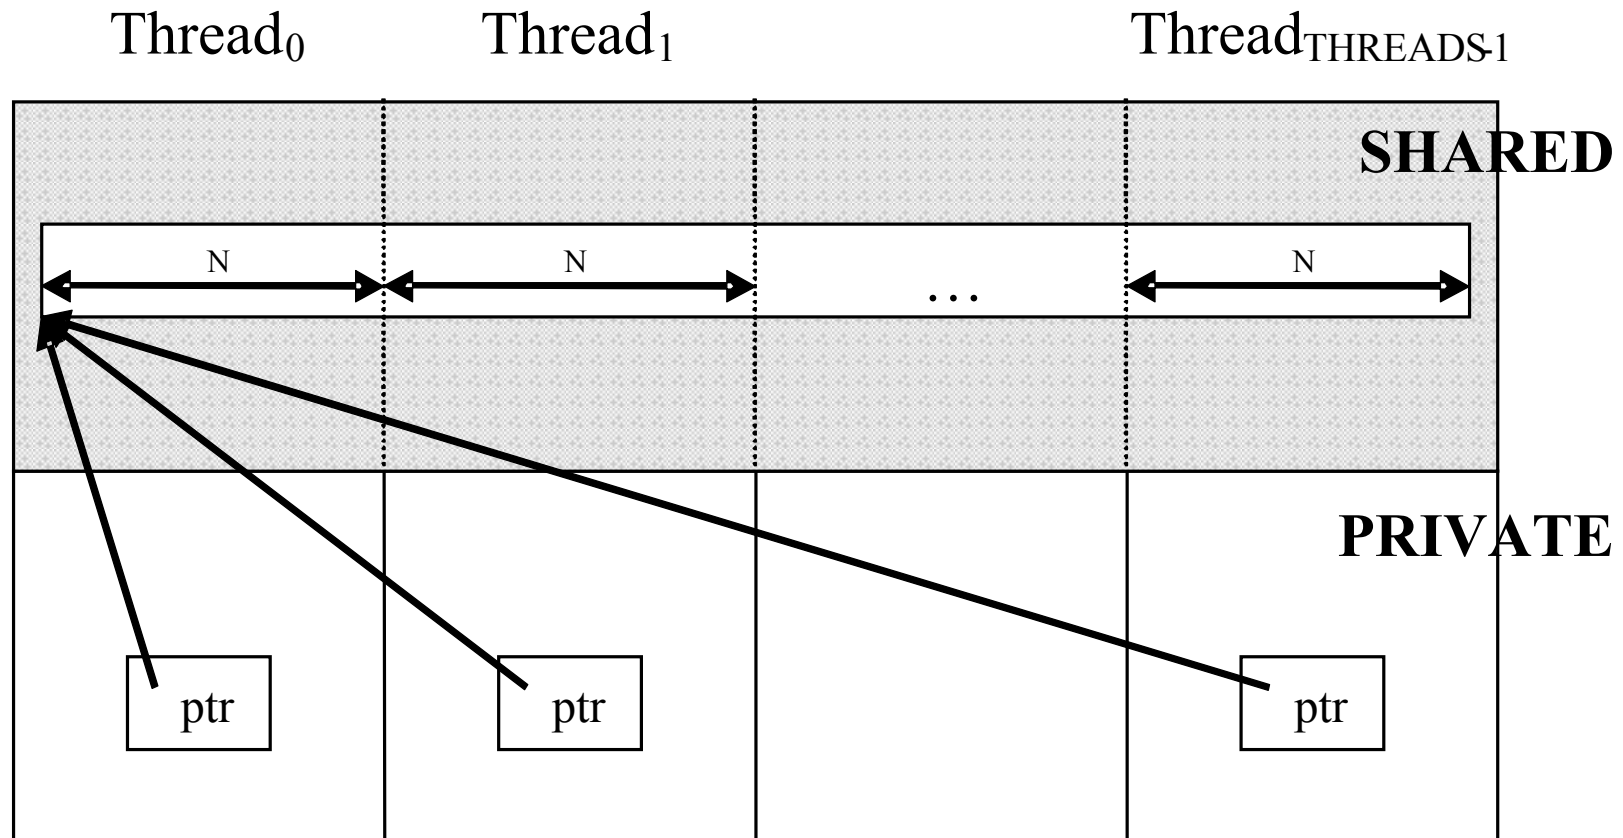 Thread0 Thread1 ThreadTHREADS-1
SHARED
N N … N
PRIVATE
ptr ptr ptr